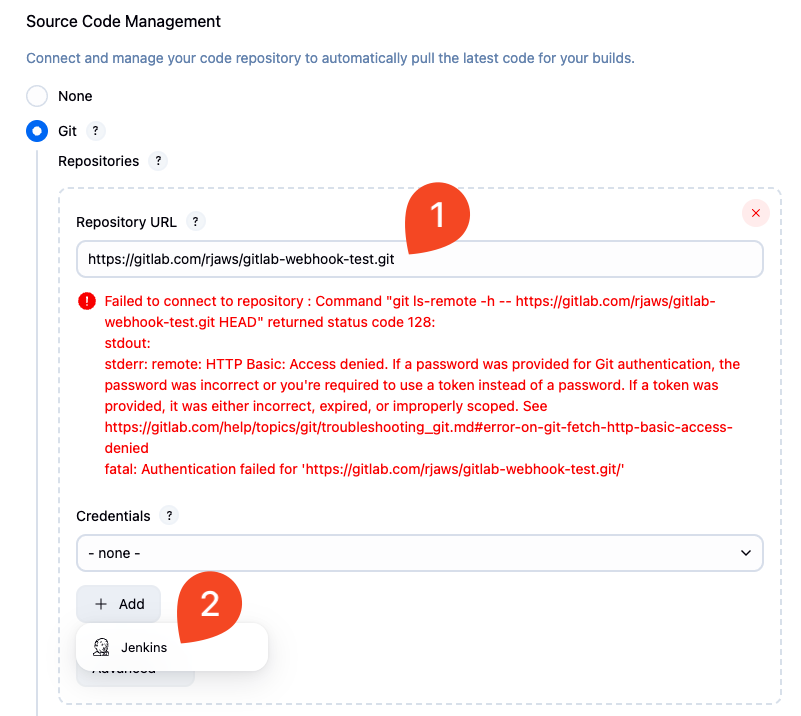 Source Code Management
Connect and manage your code repository to automatically pull the latest code for your builds.
None
Git ?
Repositories ?
1
Repository URL ?
https://gitlab.com/rjaws/gitlab-webhook-test.git
Failed to connect to repository : Command "git ls-remote -h -- https://gitlab.com/rjaws/gitlab-
webhook-test.git HEAD" returned status code 128:
stdout:
stderr: remote: HTTP Basic: Access denied. If a password was provided for Git authentication, the
password was incorrect or you're required to use a token instead of a password. If a token was
provided, it was either incorrect, expired, or improperly scoped. See
https://gitlab.com/help/topics/git/troubleshooting_git.md#error-on-git-fetch-http-basic-access-
denied
fatal: Authentication failed for 'https://gitlab.com/rjaws/gitlab-webhook-test.git/'
Credentials ?
- none -
+ Add
2
Jenkins
Advanced